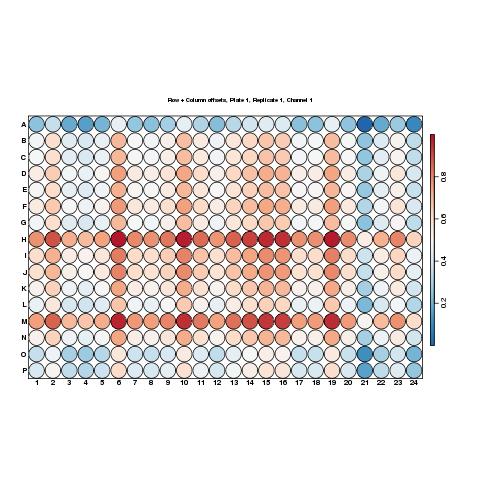 Row + Column offsets, Plate 1, Replicate 1, Channel 1
A
B
C
D
E
F
G
H
I
J
K
L
M
N
O
P
1 2 3 4 5 6 7 8 9 10 11 12 13 14 15 16 17 18 19 20 21 22 23 24
0.8
0.6
0.4
0.2